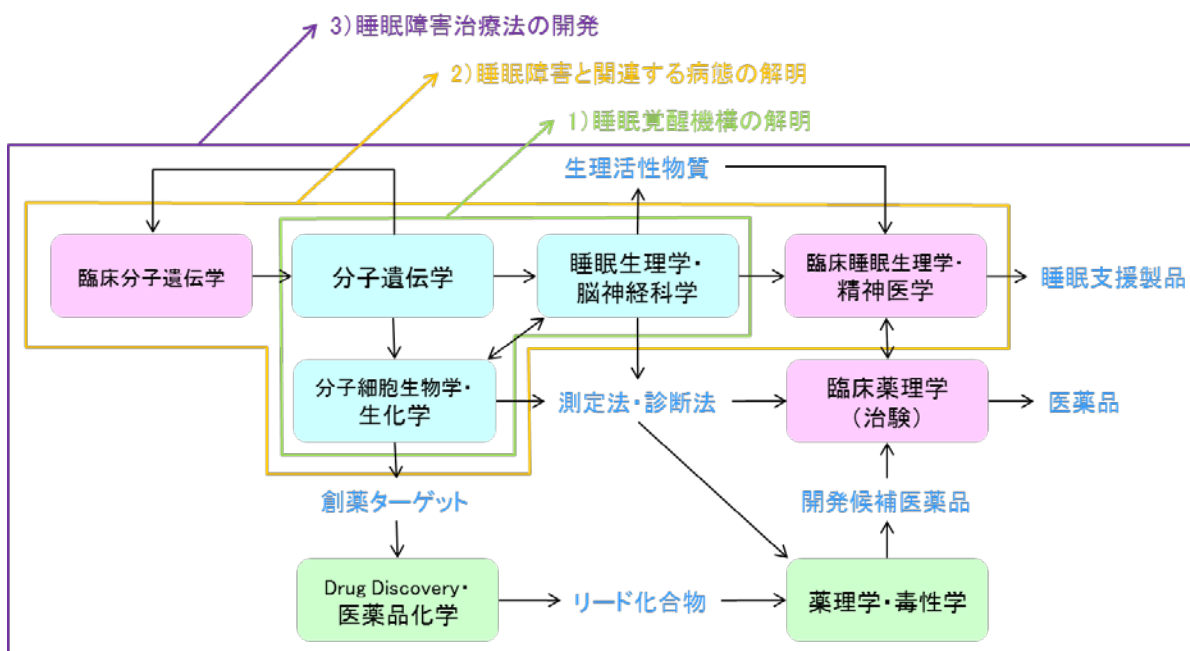 3)睡眠障害治療法の開発
2)睡眠障害と関連する病態の解明
1)睡眠覚醒機構の解明
生理活性物質
臨床分子遺伝学
分子遺伝学
睡眠生理学・
脳神経科学
臨床睡眠生理学・
精神医学
睡眠支援製品
分子細胞生物学・
生化学
測定法・診断法
臨床薬理学
(治験)
医薬品
創薬ターゲット
開発候補医薬品
Drug Discovery・
医薬品化学
リード化合物
薬理学・毒性学